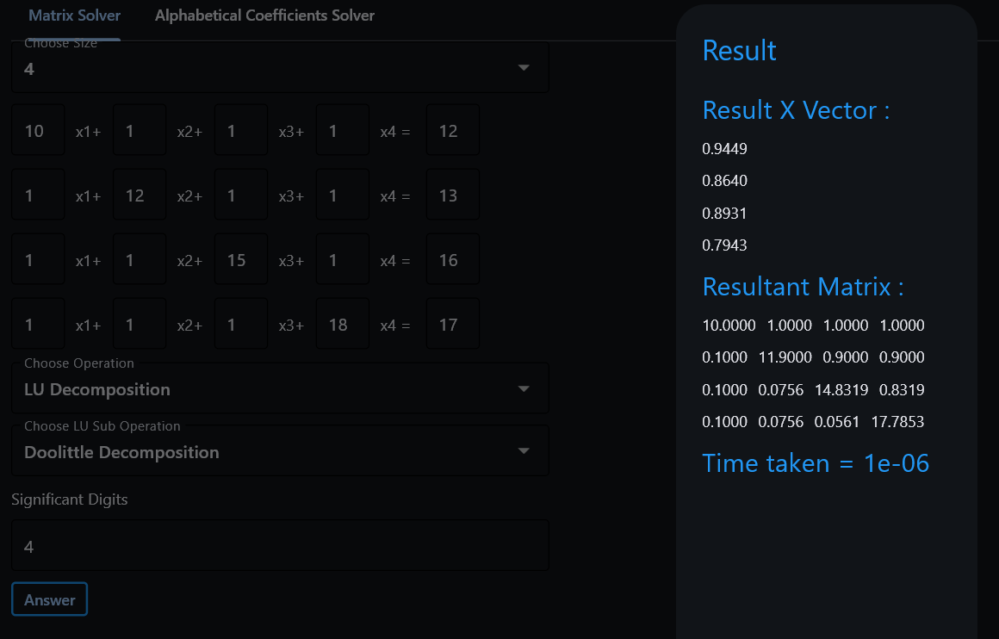 Matrix Solver Alphabetical Coefficients Solver
Choose Size
4
10 x1+ 1 x2+ 1 x3+ 1 x4 = 12
1 x1+ 12 x2+ 1 x3+ 1 x4 = 13
1 x1+ 1 x2+ 15 x3+ 1 x4 = 16
1 x1+ 1 x2+ 1 x3+ 18 x4 = 17
Choose Operation
LU Decomposition
Choose LU Sub Operation
Doolittle Decomposition
Significant Digits
4
Answer
Result
Result X Vector :
0.9449
0.8640
0.8931
0.7943
Resultant Matrix :
10.0000 1.0000 1.0000 1.0000
0.1000 11.9000 0.9000 0.9000
0.1000 0.0756 14.8319 0.8319
0.1000 0.0756 0.0561 17.7853
Time taken = 1e-06